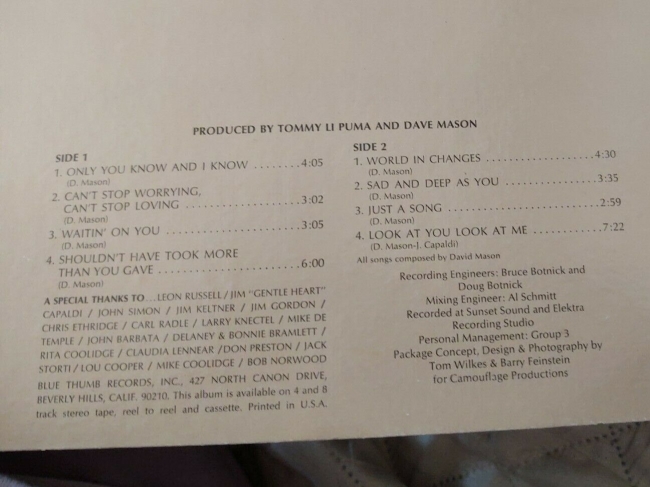 PRODUCED BY TOMMY LI PUMA AND DAVE MASON
SIDE 1
1. ONLY YOU KNOW AND I KNOW ........4:05
(D. Mason)
2. CAN'T STOP WORRYING,
CAN'T STOP LOVING ....................3:02
(D. Mason)
3. WAITIN' ON YOU .......................3:05
(D. Mason)
4. SHOULDN'T HAVE TOOK MORE
THAN YOU GAVE ........................6:00
(D. Mason)
A SPECIAL THANKS TO...LEON RUSSELL / JIM "GENTLE HEART"
CAPALDI / JOHN SIMON / JIM KELTNER / JIM GORDON /
CHRIS ETHRIDGE / CARL RADLE / LARRY KNECTEL / MIKE DE
TEMPLE / JOHN BARBATA / DELANEY & BONNIE BRAMLETT /
RITA COOLIDGE / CLAUDIA LENNEAR /DON PRESTON / JACK
STORTI / LOU COOPER / MIKE COOLIDGE / BOB NORWOOD
BLUE THUMB RECORDS, INC., 427 NORTH CANON DRIVE,
BEVERLY HILLS, CALIF. 90210. This album is available on 4 and 8
track stereo tape, reel to reel and cassette. Printed in U.S.A.
SIDE 2
1. WORLD IN CHANGES ..................4:30
(D. Mason)
2. SAD AND DEEP AS YOU ...............3:35
(D. Mason)
3. JUST A SONG .........................2:59
(D. Mason)
4. LOOK AT YOU LOOK AT ME ...........7:22
(D. Mason-J. Capaldi)
All songs composed by David Mason
Recording Engineers: Bruce Botnick and
Doug Botnick
Mixing Engineer: Al Schmitt
Recorded at Sunset Sound and Elektra
Recording Studio
Personal Management: Group 3
Package Concept, Design & Photography by
Tom Wilkes & Barry Feinstein
for Camouflage Productions